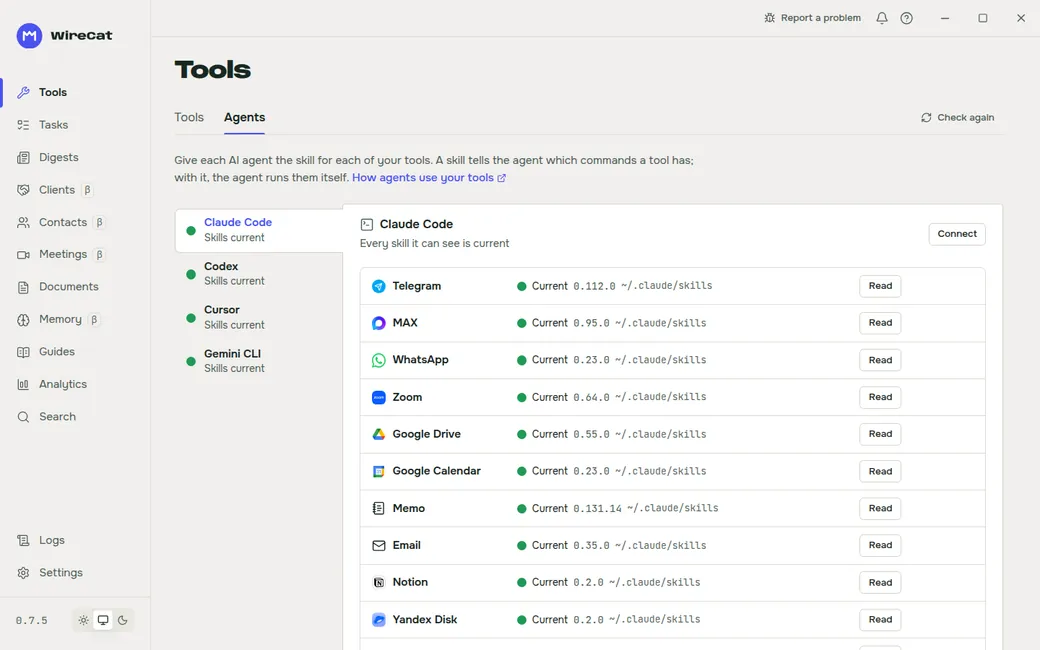 Report a problem
WIRECAT
Tools
Tasks
Digests
Clients β
Contacts β
Meetings β
Documents
Memory β
Guides
Analytics
Search
Logs
Settings
0.7.5
Tools
Tools Agents
Check again
Give each AI agent the skill for each of your tools. A skill tells the agent which commands a tool has;
with it, the agent runs them itself. How agents use your tools
Claude Code
Skills current
Codex
Skills current
Cursor
Skills current
Gemini CLI
Skills current
Claude Code
Every skill it can see is current
Connect
Telegram Current 0.112.0 ~/.claude/skills Read
MAX Current 0.95.0 ~/.claude/skills Read
WhatsApp Current 0.23.0 ~/.claude/skills Read
Zoom Current 0.64.0 ~/.claude/skills Read
Google Drive Current 0.55.0 ~/.claude/skills Read
Google Calendar Current 0.23.0 ~/.claude/skills Read
Memo Current 0.131.14 ~/.claude/skills Read
Email Current 0.35.0 ~/.claude/skills Read
Notion Current 0.2.0 ~/.claude/skills Read
Yandex Disk Current 0.2.0 ~/.claude/skills Read